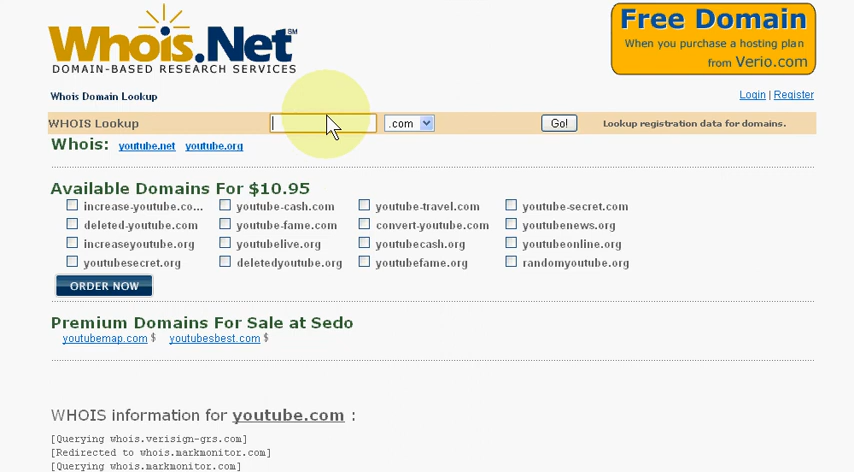 Whois.Net SM
DOMAIN-BASED RESEARCH SERVICES
Free Domain
When you purchase a hosting plan
from Verio.com
Whois Domain Lookup
Login | Register
WHOIS Lookup .com Go! Lookup registration data for domains.
Whois: youtube.net youtube.org
Available Domains For $10.95
increase-youtube.co... youtube-cash.com youtube-travel.com youtube-secret.com
deleted-youtube.com youtube-fame.com convert-youtube.com youtubenews.org
increaseyoutube.org youtubelive.org youtubecash.org youtubeonline.org
youtubesecret.org deletedyoutube.org youtubefame.org randomyoutube.org
ORDER NOW
Premium Domains For Sale at Sedo
youtubemap.com $ youtubesbest.com $
WHOIS information for youtube.com :
[Querying whois.verisign-grs.com]
[Redirected to whois.markmonitor.com]
[Querying whois.markmonitor.com]